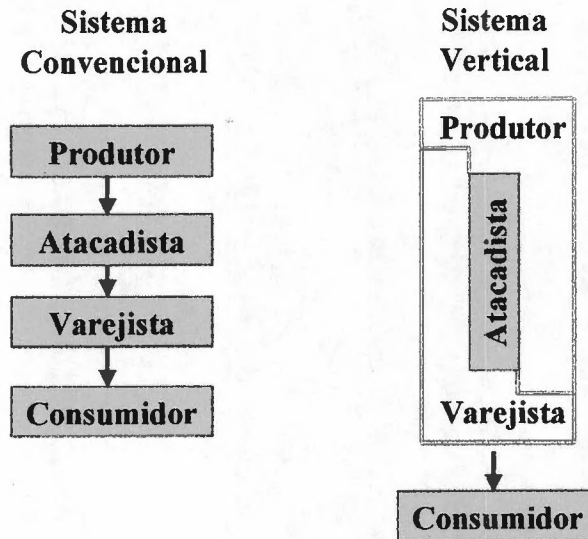 Sistema
Convencional
Produtor
Atacadista
Varejista
Consumidor
Sistema
Vertical
Produtor
Atacadista
Varejista
Consumidor